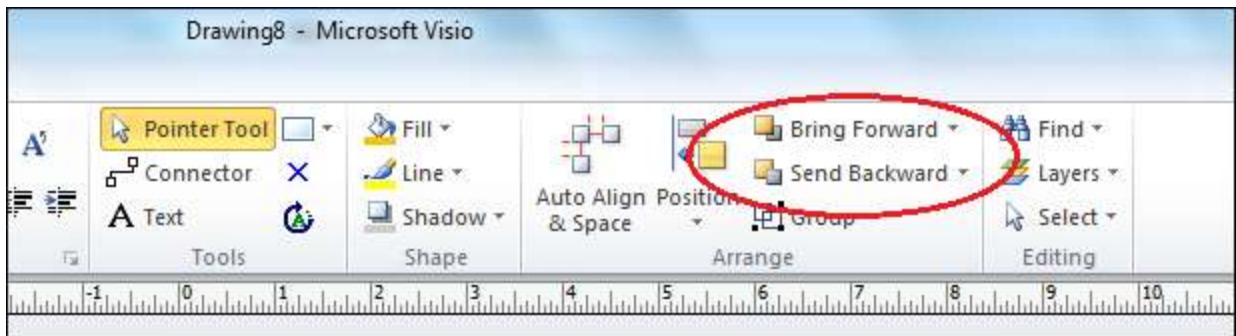 Drawing8 - Microsoft Visio
A
Pointer Tool
Fill
Bring Forward
Find
Connector
Line
Send Backward
Layers
Auto Align
& Space
Position
A Text
A
Shadow
Group
Select
Tools
Shape
Arrange
Editing
-1 0 1 2 3 4 5 6 7 8 9 10